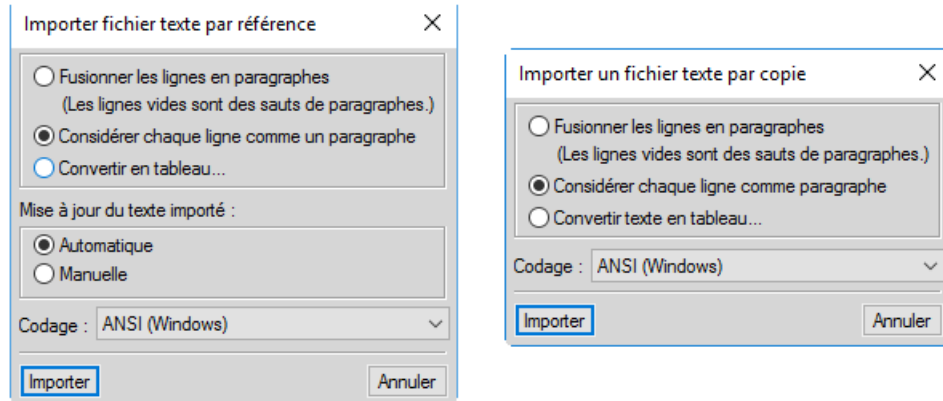 Importer fichier texte par référence
Fusionner les lignes en paragraphes
(Les lignes vides sont des sauts de paragraphes.)
Considérer chaque ligne comme un paragraphe
Convertir en tableau...
Mise à jour du texte importé :
Automatique
Manuelle
Codage : ANSI (Windows)
Importer Annuler
Importer un fichier texte par copie
Fusionner les lignes en paragraphes
(Les lignes vides sont des sauts de paragraphes.)
Considérer chaque ligne comme paragraphe
Convertir texte en tableau...
Codage : ANSI (Windows)
Importer Annuler